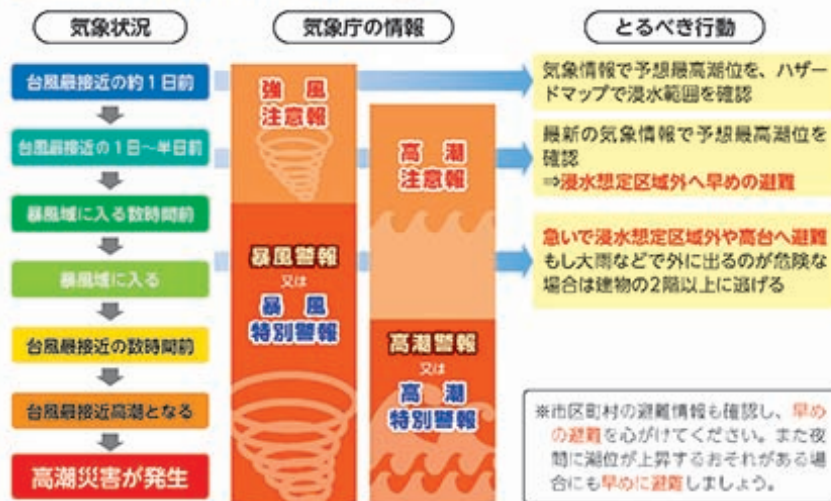 気象状況
気象庁の情報
とるべき行動
台風最接近の約1日前
台風最接近の1日〜半日前
暴風域に入る数時間前
暴風域に入る
台風最接近の数時間前
台風最接近高潮となる
高潮災害が発生
強風
注意報
暴風警報
又は
暴風
特別警報
高潮
注意報
高潮警報
又は
高潮
特別警報
気象情報で予想最高潮位を、ハザー
ドマップで浸水範囲を確認
最新の気象情報で予想最高潮位を
確認
⇒浸水想定区域外へ早めの避難
急いで浸水想定区域外や高台へ避難
もし大雨などで外に出るのが危険な
場合は建物の2階以上に逃げる
※市区町村の避難情報も確認し、早め
の避難を心がけてください。また夜
間に潮位が上昇するおそれがある場
合にも早めに避難しましょう。